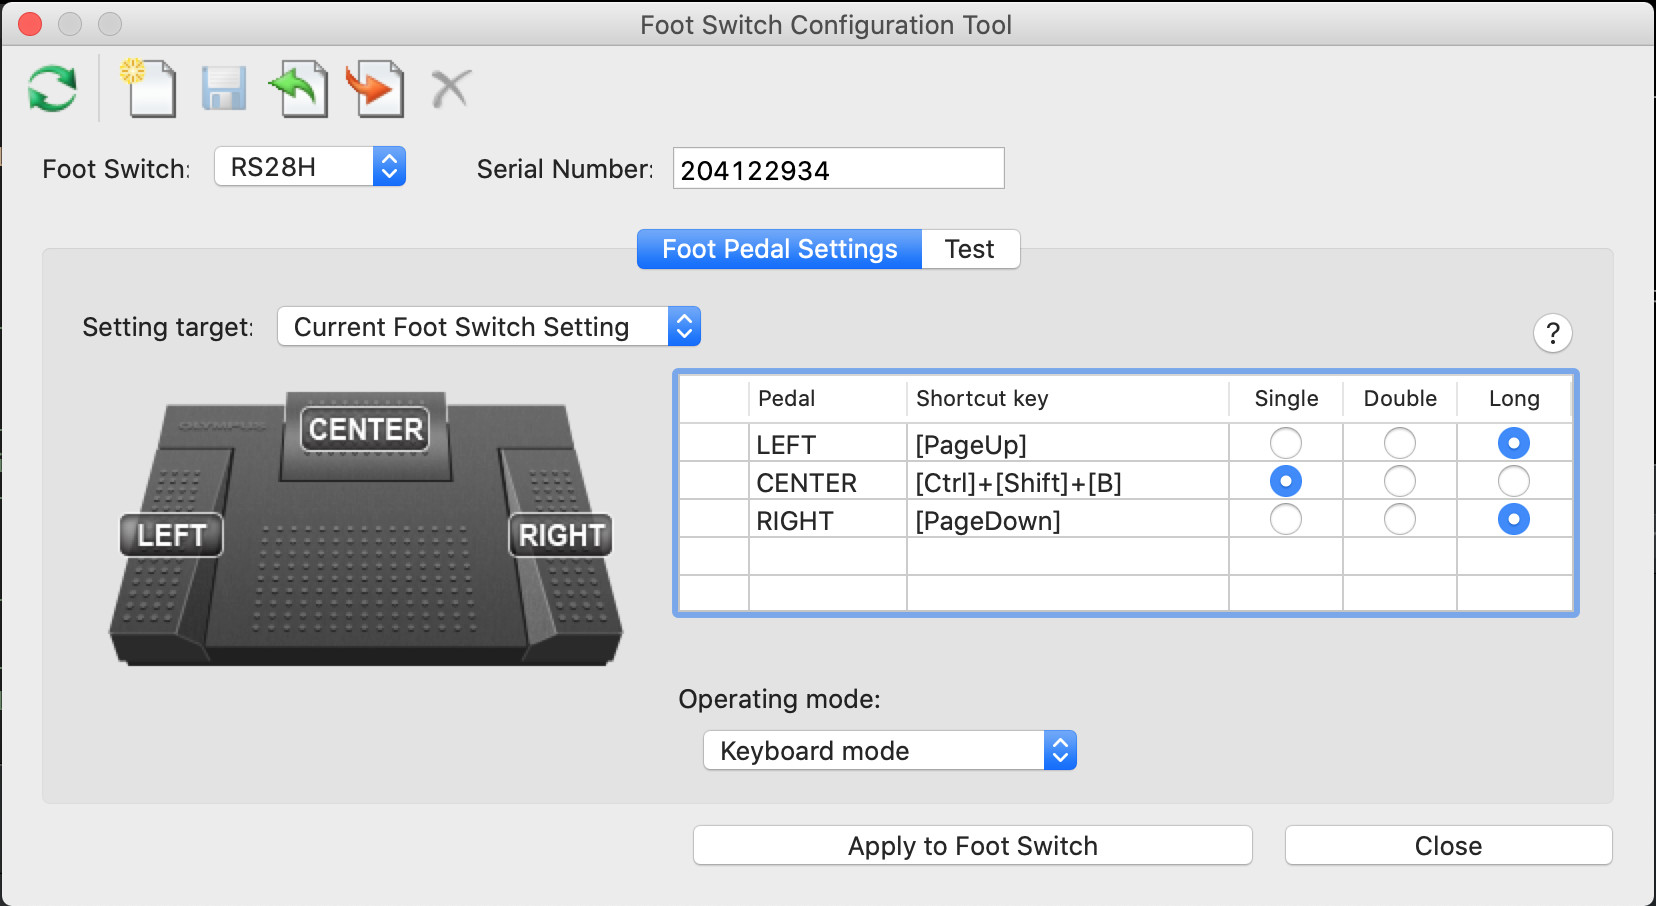 Foot Switch Configuration Tool
Foot Switch: RS28H Serial Number: 204122934
Foot Pedal Settings Test
Setting target: Current Foot Switch Setting ?
OLYMPUS
CENTER
LEFT RIGHT
Pedal Shortcut key Single Double Long
LEFT [PageUp]
CENTER [Ctrl]+[Shift]+[B]
RIGHT [PageDown]
Operating mode:
Keyboard mode
Apply to Foot Switch Close